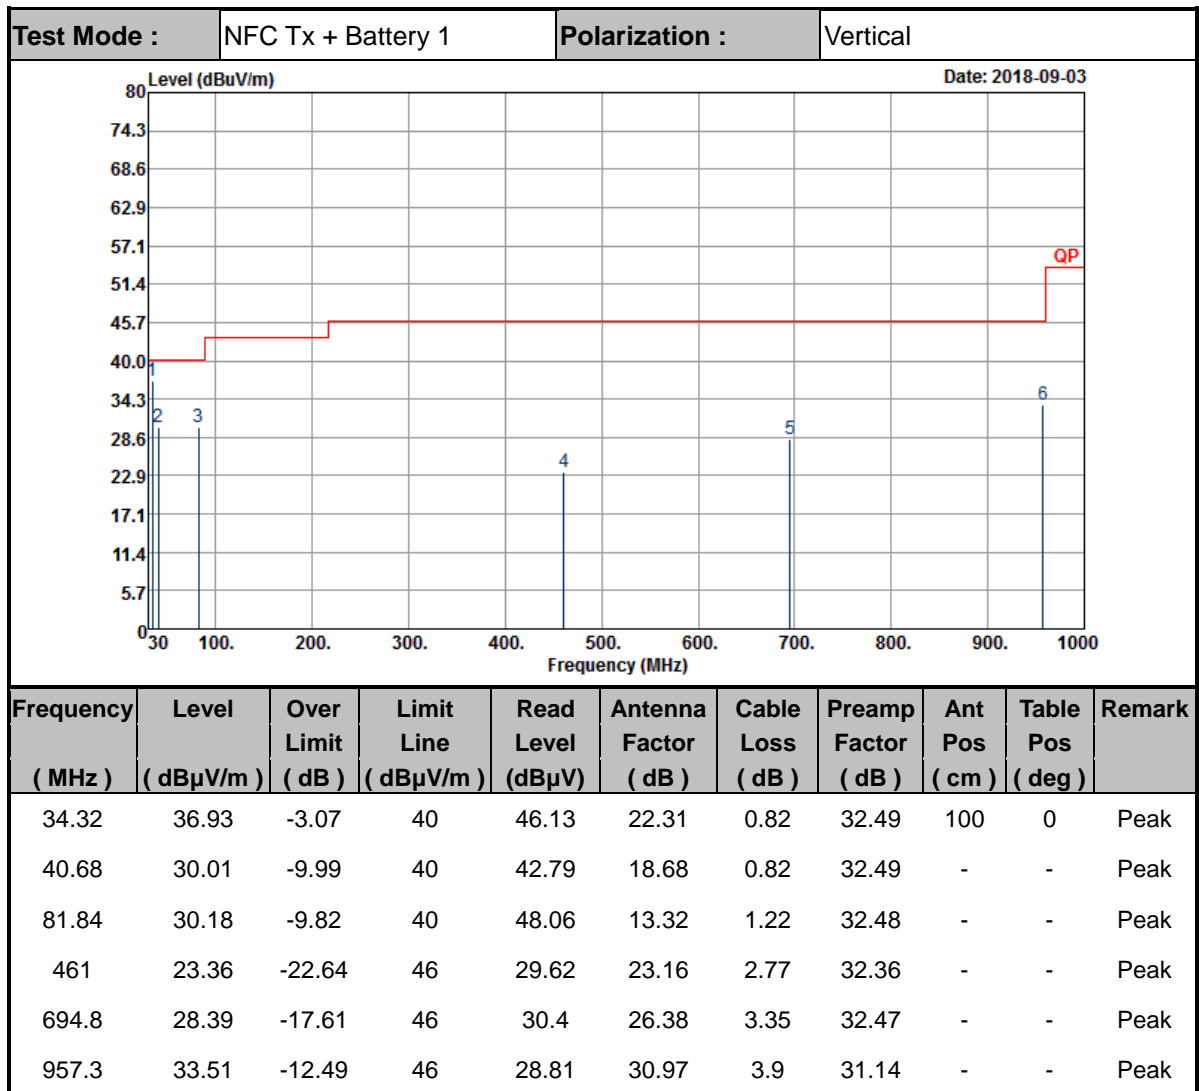 Test Mode : NFC Tx + Battery 1 Polarization : Vertical
Level (dBuV/m) Date: 2018-09-03
80
74.3
68.6
62.9
57.1
QP
51.4
45.7
40.0
1
34.3
6
2 3
5
28.6
4
22.9
17.1
11.4
5.7
0
30 100. 200. 300. 400. 500. 600. 700. 800. 900. 1000
Frequency (MHz)
Frequency Level Over Limit Read Antenna Cable Preamp Ant Table Remark
Limit Line Level Factor Loss Factor Pos Pos
( MHz ) ( dBµV/m ) ( dB ) ( dBµV/m ) (dBµV) ( dB ) ( dB ) ( dB ) ( cm ) ( deg )
34.32 36.93 -3.07 40 46.13 22.31 0.82 32.49 100 0 Peak
40.68 30.01 -9.99 40 42.79 18.68 0.82 32.49 - - Peak
81.84 30.18 -9.82 40 48.06 13.32 1.22 32.48 - - Peak
461 23.36 -22.64 46 29.62 23.16 2.77 32.36 - - Peak
694.8 28.39 -17.61 46 30.4 26.38 3.35 32.47 - - Peak
957.3 33.51 -12.49 46 28.81 30.97 3.9 31.14 - - Peak